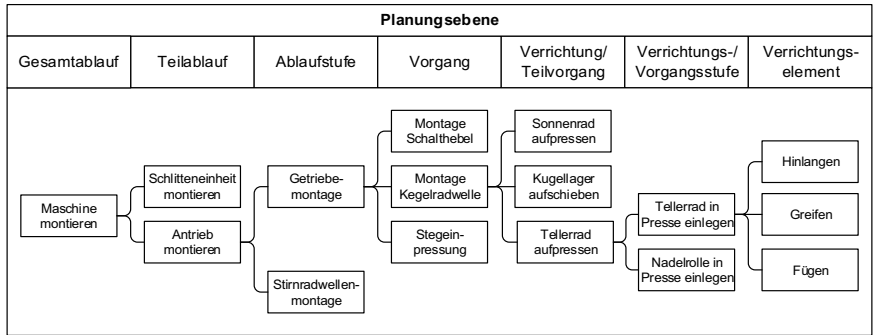 Planungsebene
Gesamtablauf
Teilablauf
Ablaufstufe
Vorgang
Verrichtung/
Teilvorgang
Verrichtungs-/
Vorgangsstufe
Verrichtungs-
element
Maschine
montieren
Schlitteneinheit
montieren
Antrieb
montieren
Getriebe-
montage
Stirnradwellen-
montage
Montage
Schalthebel
Montage
Kegelradwelle
Stegein-
pressung
Sonnenrad
aufpressen
Kugellager
aufschieben
Tellerrad
aufpressen
Tellerrad in
Presse einlegen
Nadelrolle in
Presse einlegen
Hinlangen
Greifen
Fügen